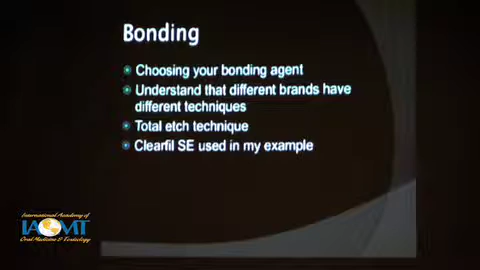 Bonding
Choosing your bonding agent
Understand that different brands have
different techniques
Total etch technique
Clearfil SE used in my example
International Academy of
IAOMT
Oral Medicine & Toxicology